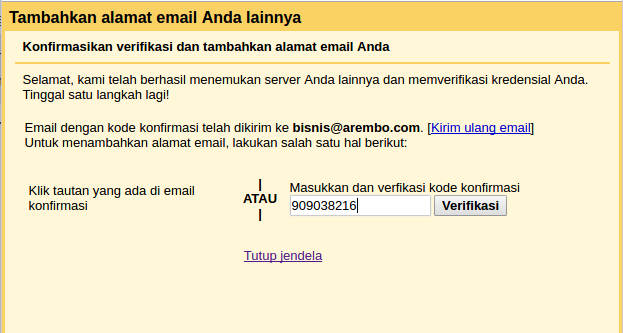 Tambahkan alamat email Anda lainnya
Konfirmasikan verifikasi dan tambahkan alamat email Anda
Selamat, kami telah berhasil menemukan server Anda lainnya dan memverifikasi kredensial Anda.
Tinggal satu langkah lagi!
Email dengan kode konfirmasi telah dikirim ke bisnis@arembo.com. [Kirim ulang email]
Untuk menambahkan alamat email, lakukan salah satu hal berikut:
Klik tautan yang ada di email
konfirmasi
|
ATAU
|
Masukkan dan verfikasi kode konfirmasi
909038216 Verifikasi
Tutup jendela